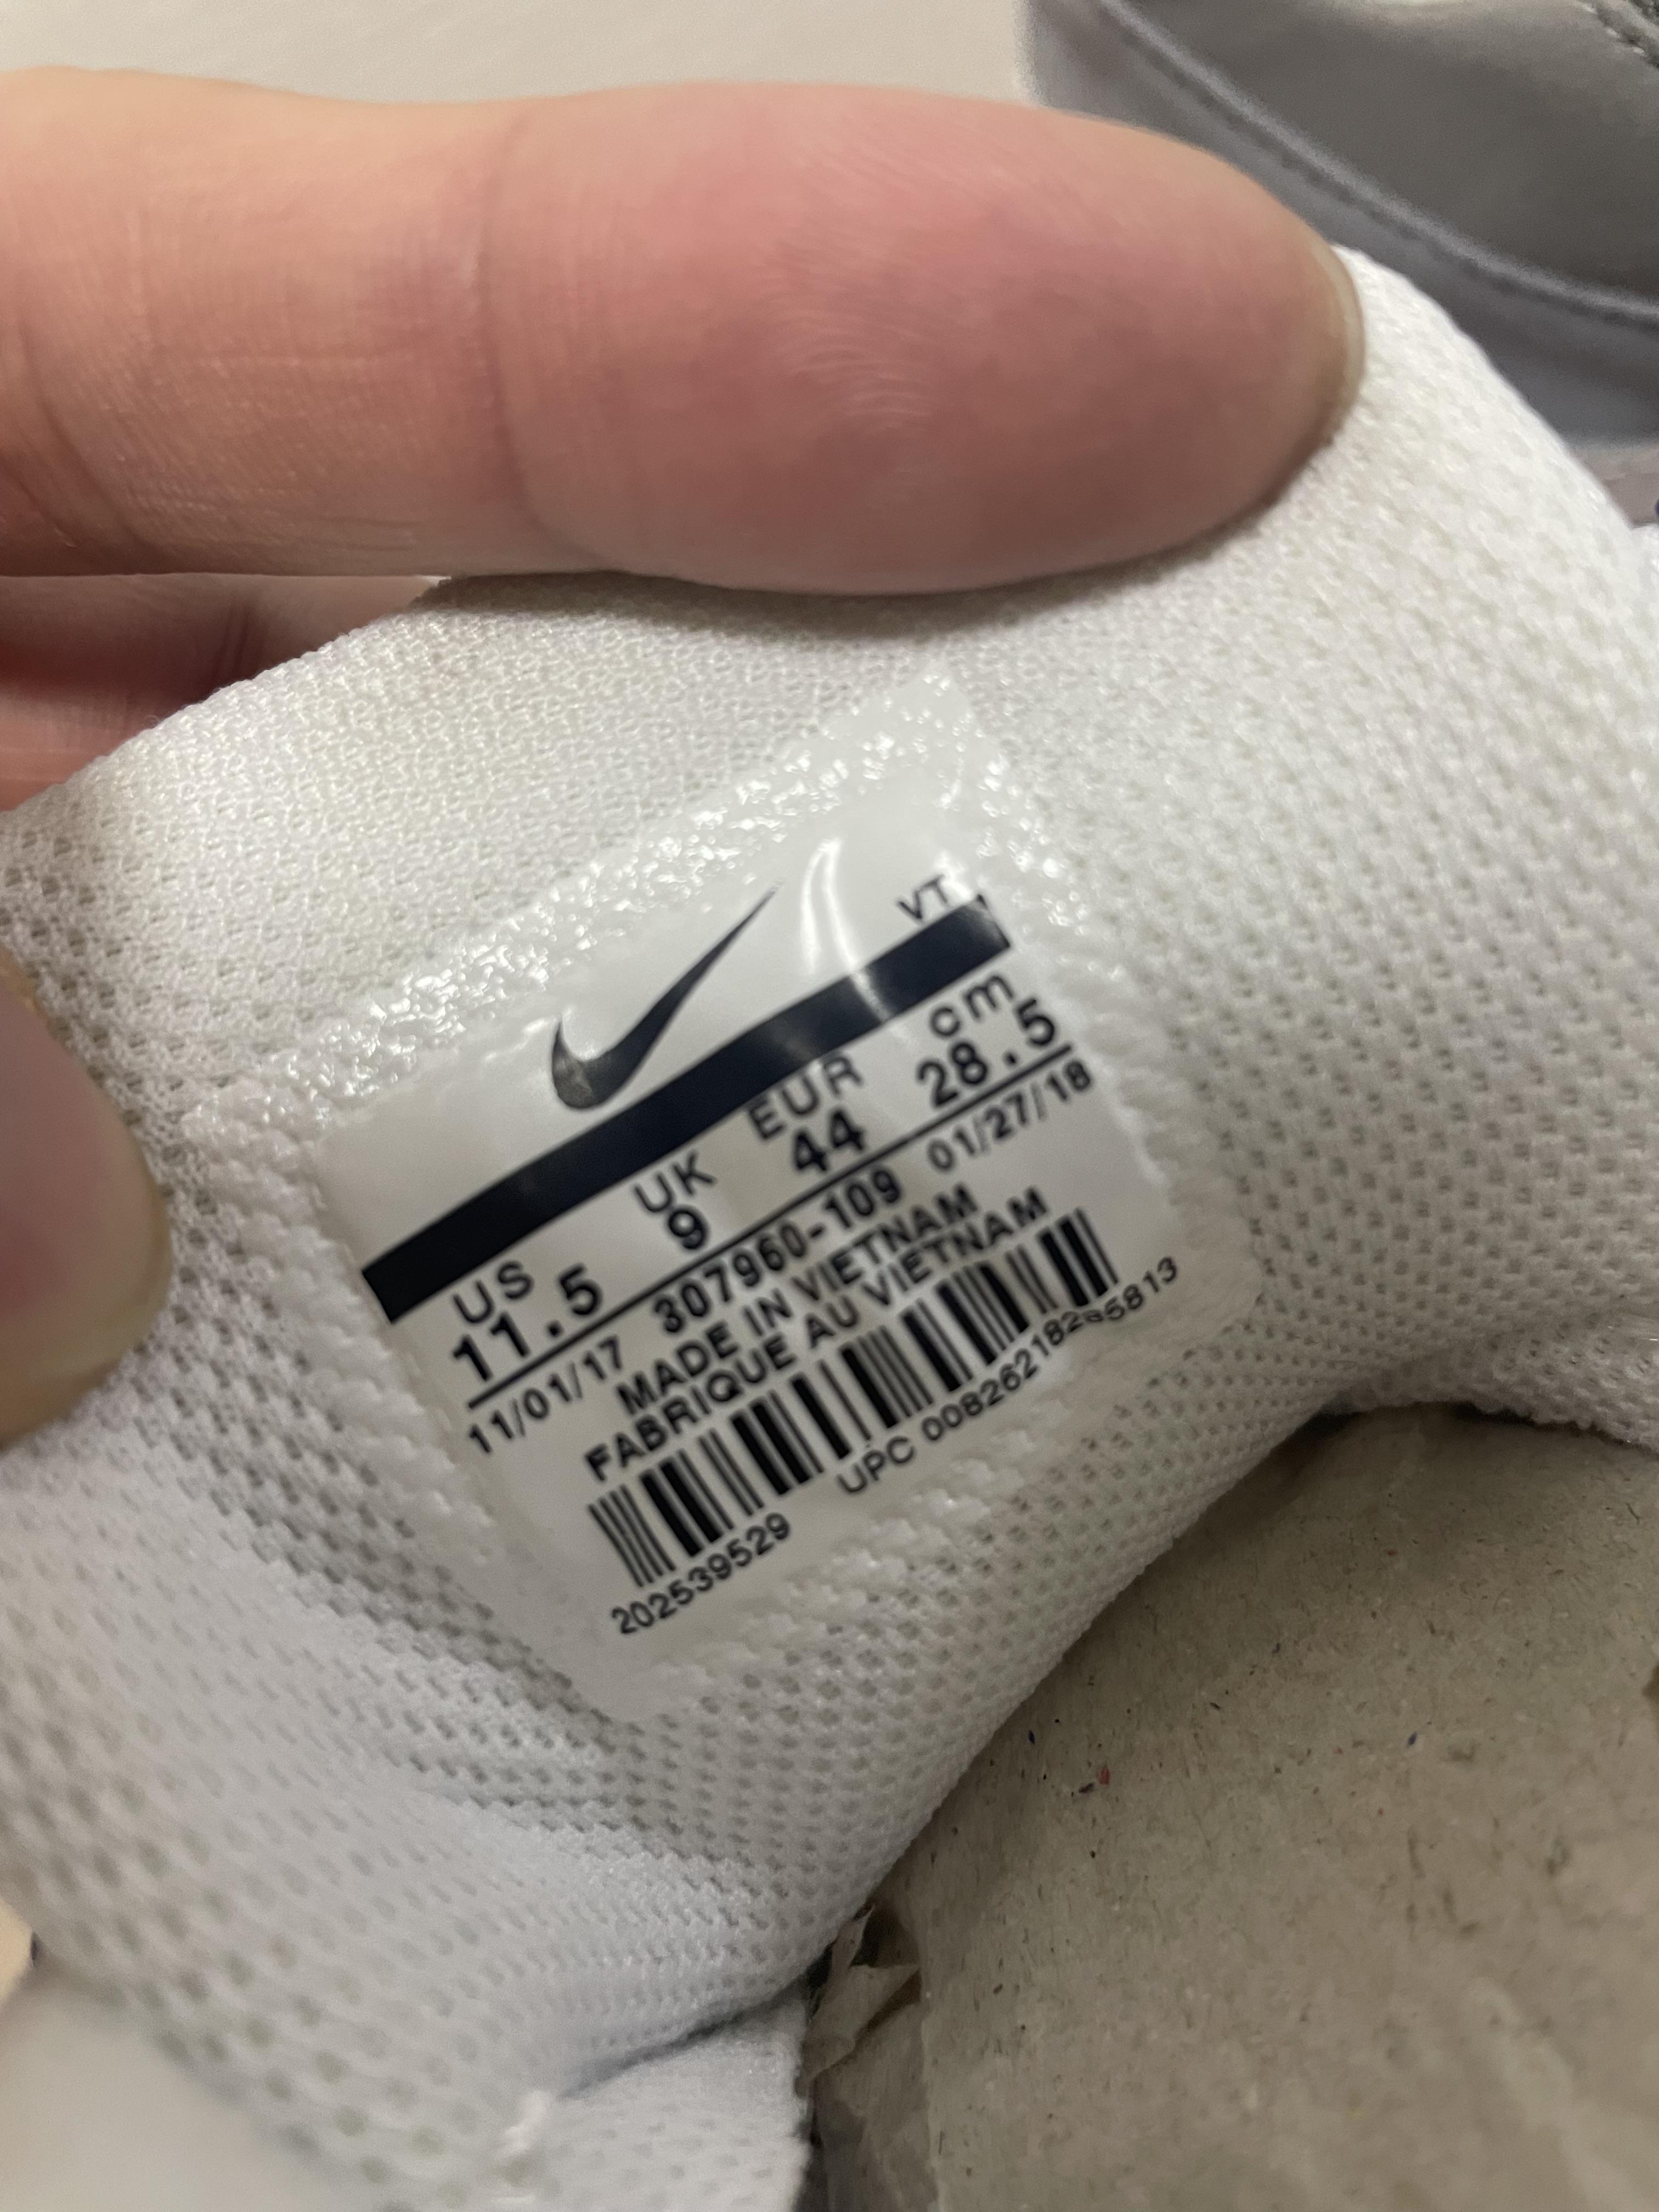 VT
US UK EUR cm
11.5 9 44 28.5
11/01/17 307960-109 01/27/18
MADE IN VIETNAM
FABRIQUE AU VIETNAM
202539529 UPC